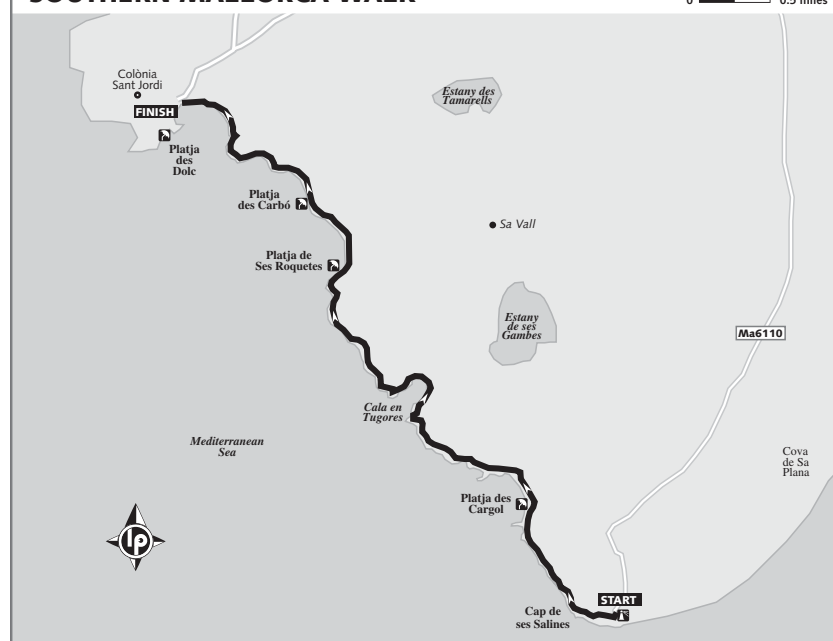 SOUTHERN MALLORCA WALK
0 0.5 miles
Colònia
Sant Jordi
FINISH
Platja
des
Dolc
Estany des
Tamarells
Platja
des Carbó
Sa Vall
Platja de
Ses Roquetes
Estany
de ses
Gambes
Ma6110
Cala en
Tugores
Mediterranean
Sea
Cova
de Sa
Plana
Platja des
Cargol
lp
START
Cap de
ses Salines